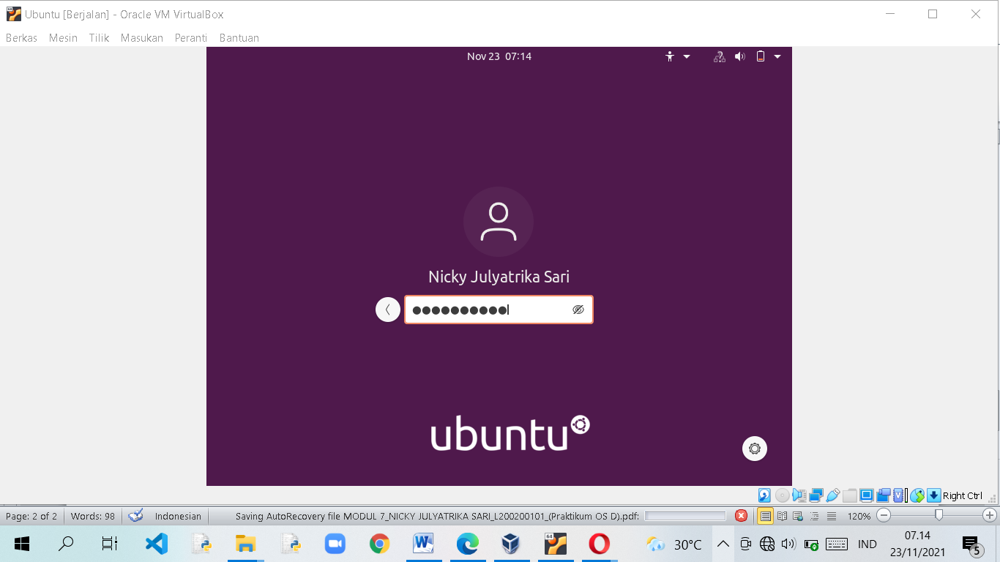 Ubuntu [Berjalan] - Oracle VM VirtualBox
Berkas Mesin Tilik Masukan Peranti Bantuan
Nov 23 07:14
Nicky Julyatrika Sari
ubuntu
Right Ctrl
Page: 2 of 2 Words: 98 Indonesian Saving AutoRecovery file MODUL 7_NICKY JULYATRIKA SARI_L200200101_(Praktikum OS D).pdf: 120%
30°C IND 07.14
23/11/2021
5